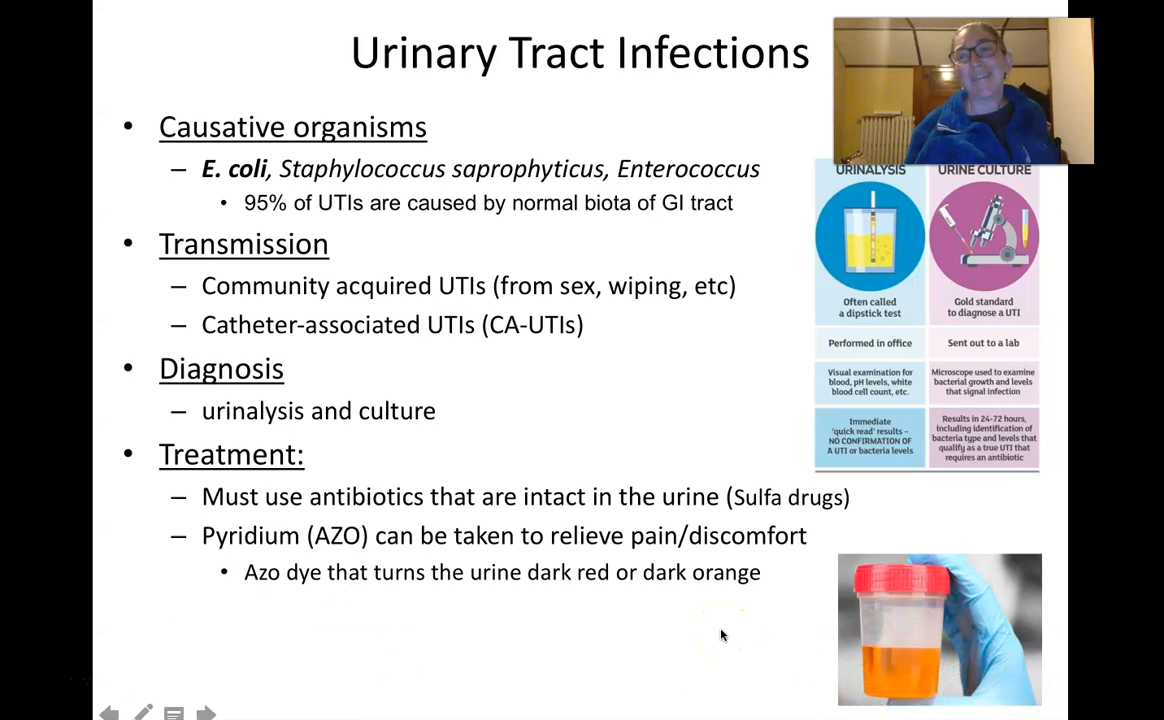 Urinary Tract Infections
• Causative organisms
– E. coli, Staphylococcus saprophyticus, Enterococcus
• 95% of UTIs are caused by normal biota of GI tract
• Transmission
– Community acquired UTIs (from sex, wiping, etc)
– Catheter-associated UTIs (CA-UTIs)
• Diagnosis
– urinalysis and culture
• Treatment:
– Must use antibiotics that are intact in the urine (Sulfa drugs)
– Pyridium (AZO) can be taken to relieve pain/discomfort
• Azo dye that turns the urine dark red or dark orange
URINALYSIS
Often called
a dipstick test
Performed in office
Visual examination for
blood, pH levels, white
blood cell count, etc.
Immediate
‘quick read’ results –
NO CONFIRMATION OF
A UTI or bacteria levels
URINE CULTURE
Gold standard
to diagnose a UTI
Sent out to a lab
Microscope used to examine
bacterial growth and levels
that signal infection
Results in 24-72 hours,
including identification of
bacteria type and levels that
qualify as a true UTI that
requires an antibiotic